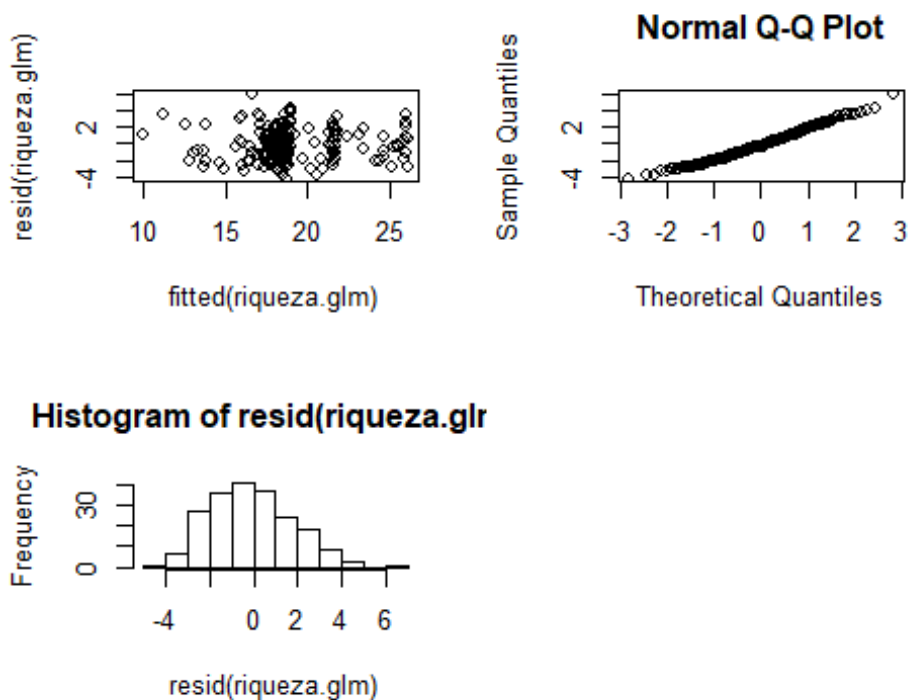 resid(riqueza.glm)
2
-4
10 15 20 25
fitted(riqueza.glm)
Normal Q-Q Plot
Sample Quantiles
2
-4
-3 -2 -1 0 1 2 3
Theoretical Quantiles
Histogram of resid(riqueza.glr
Frequency
30
0
-4 0 2 4 6
resid(riqueza.glm)